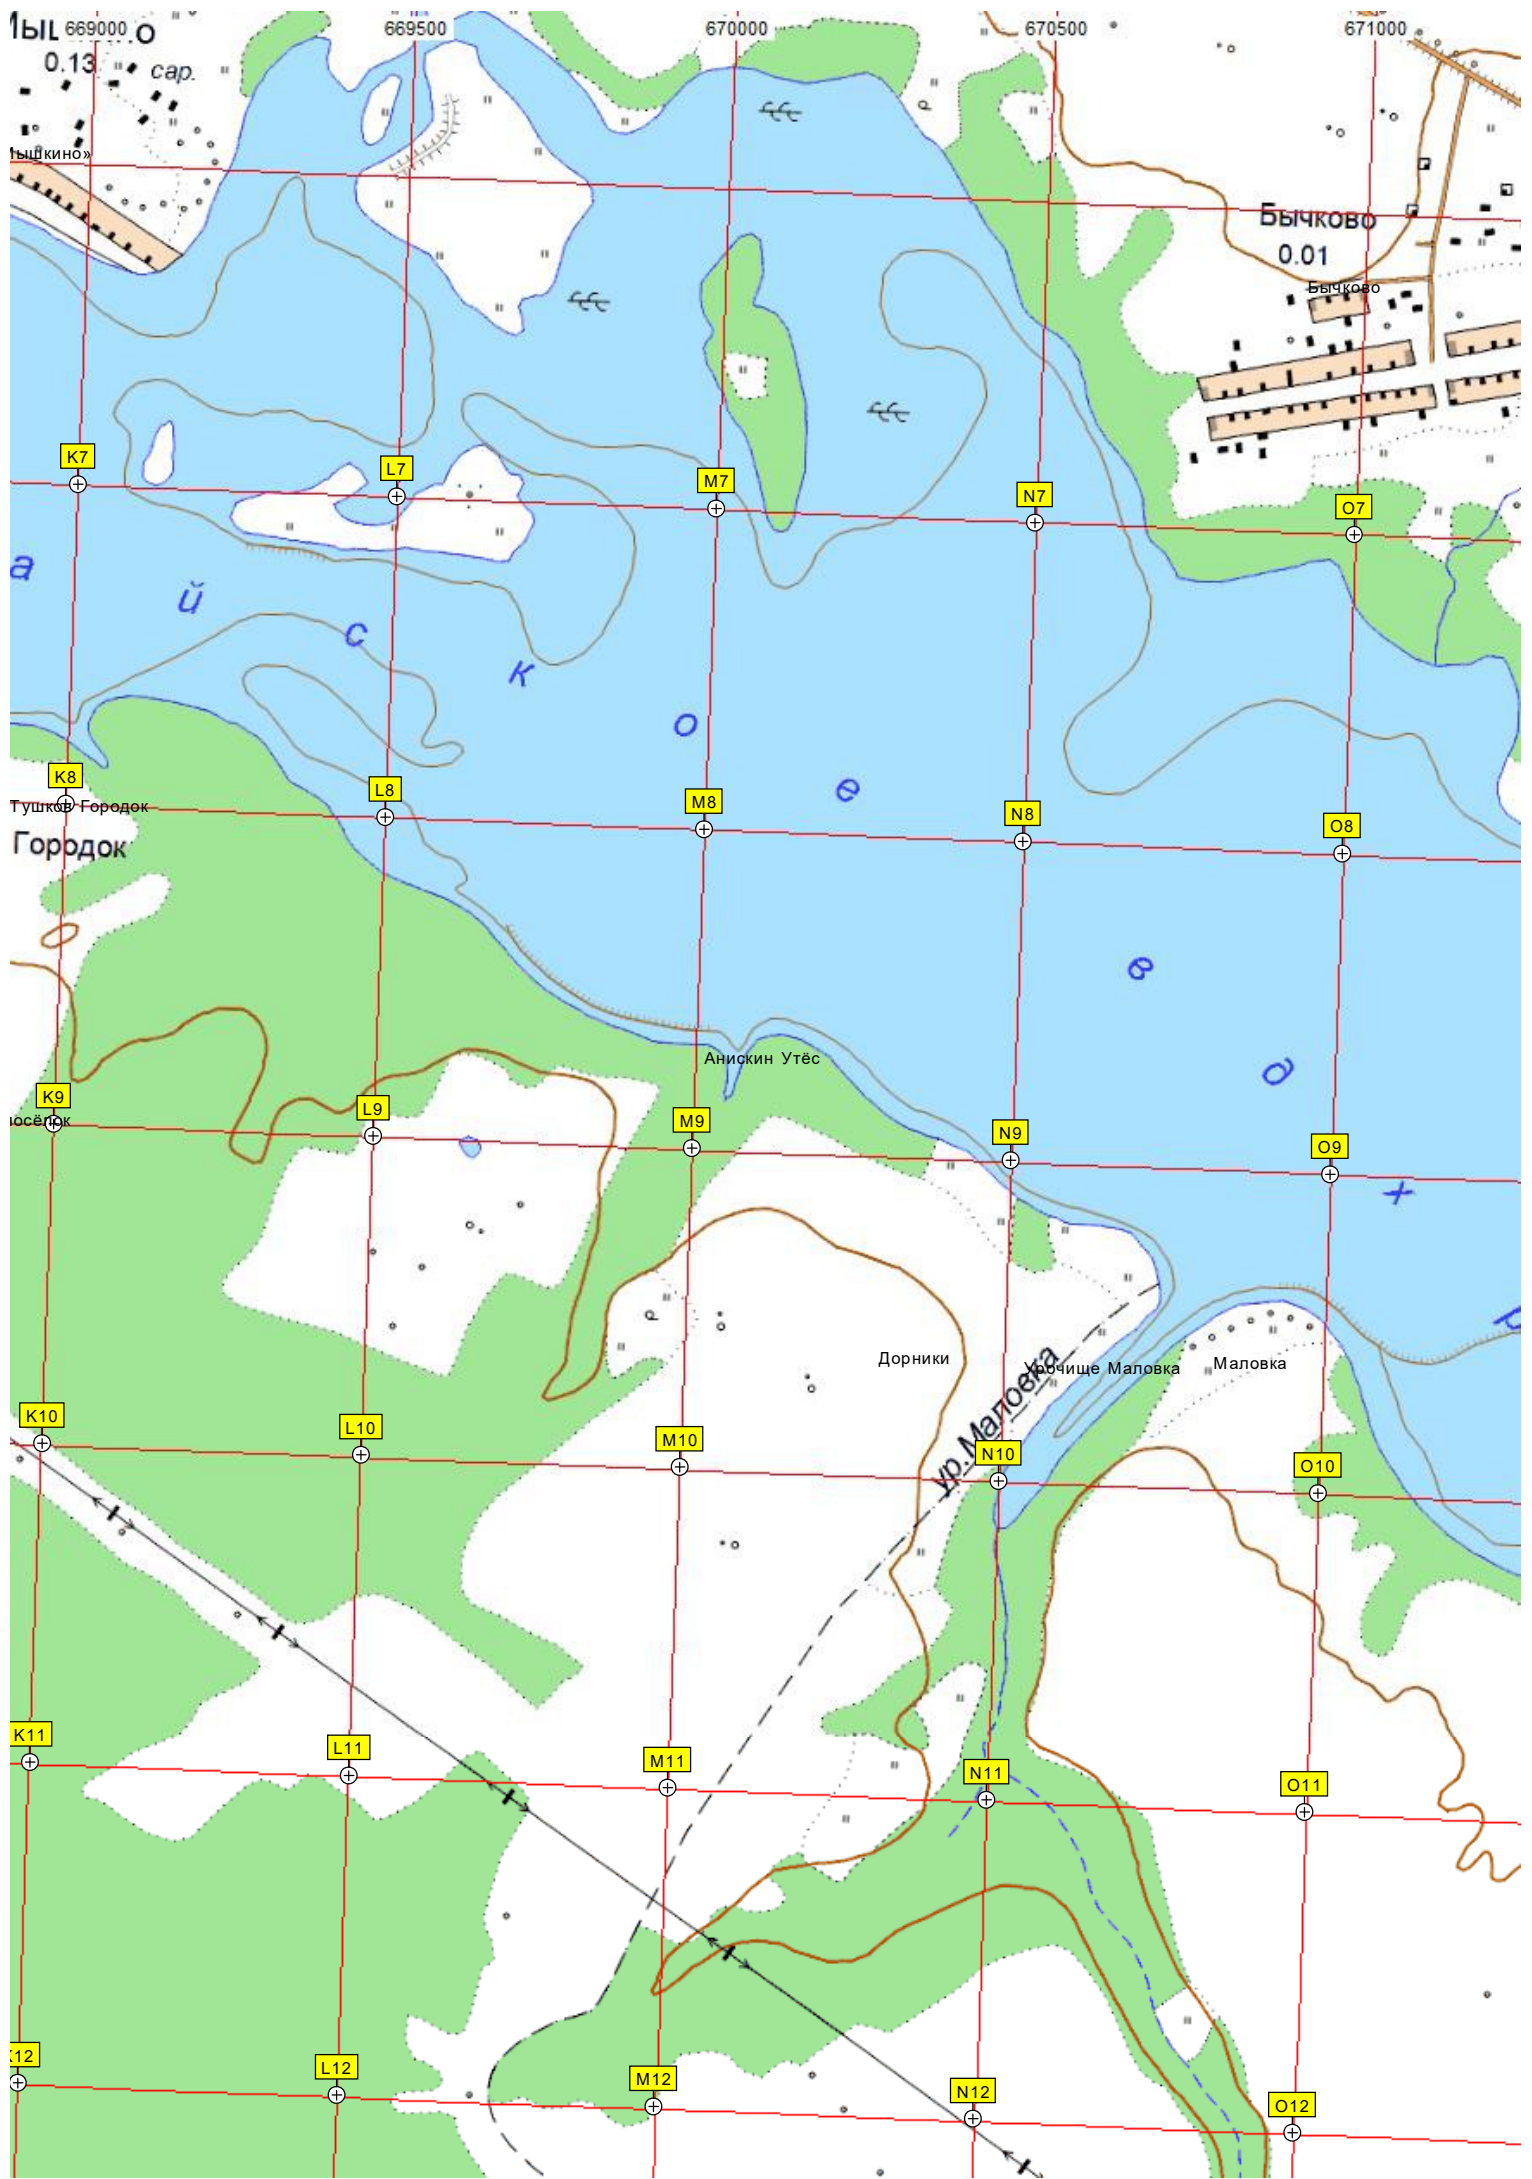 669000
669500
670000
670500
671000
0.13
сар.
Бычково
0.01
Бычково
K7
L7
M7
N7
O7
а
й
с
к
о
е
K8
L8
M8
N8
O8
Тушков Городок
Городок
в
о
Анискин Утёс
K9
L9
M9
N9
O9
х
р
Дорники
Урочище Маловка
Маловка
ур.Маловка
K10
L10
M10
N10
O10
K11
L11
M11
N11
O11
K12
L12
M12
N12
O12